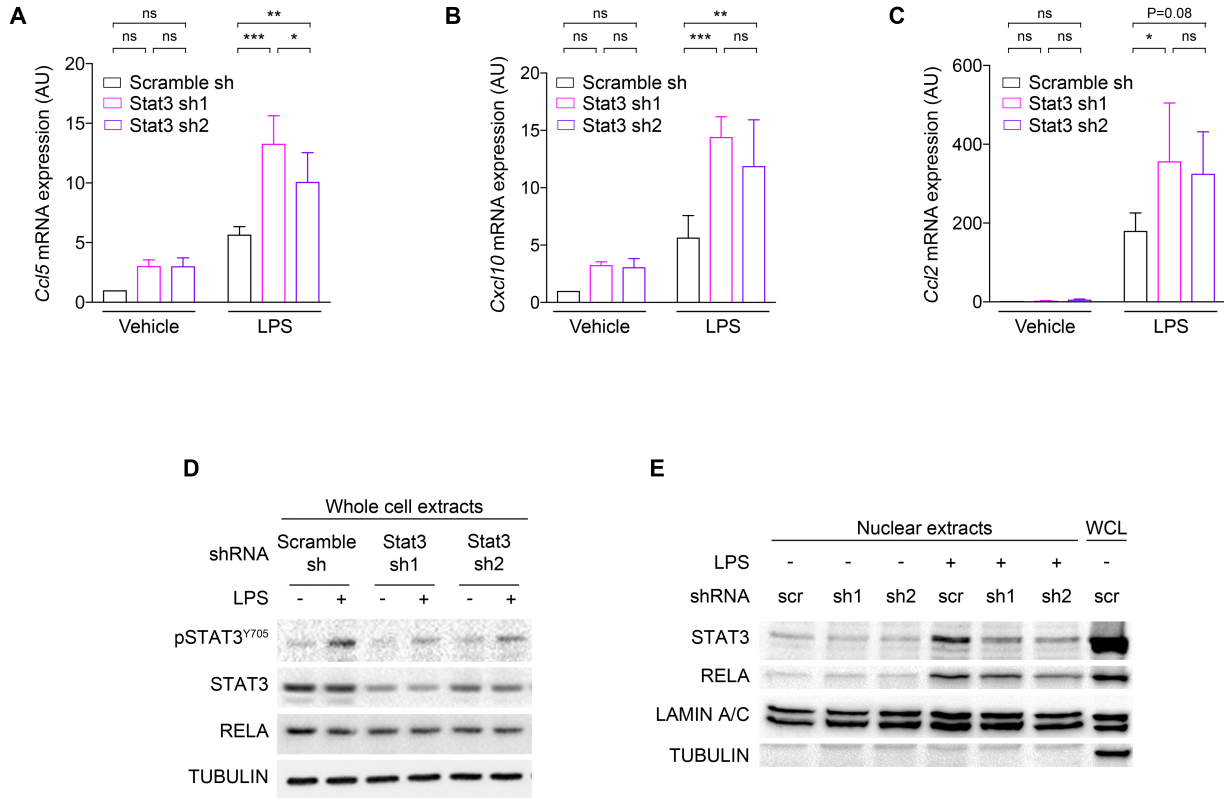 A
ns
**
ns
ns
***
*
Ccl5 mRNA expression (AU)
20
15
10
5
0
Scramble sh
Stat3 sh1
Stat3 sh2
Vehicle
LPS
B
ns
**
ns
ns
***
ns
Cxcl10 mRNA expression (AU)
20
15
10
5
0
Scramble sh
Stat3 sh1
Stat3 sh2
Vehicle
LPS
C
ns
P=0.08
ns
ns
*
ns
Ccl2 mRNA expression (AU)
600
400
200
0
Scramble sh
Stat3 sh1
Stat3 sh2
Vehicle
LPS
D
Whole cell extracts
shRNA
Scramble sh
Stat3 sh1
Stat3 sh2
LPS - + - + - +
pSTAT3Y705
STAT3
RELA
TUBULIN
E
Nuclear extracts WCL
LPS - - - + + + -
shRNA scr sh1 sh2 scr sh1 sh2 scr
STAT3
RELA
LAMIN A/C
TUBULIN